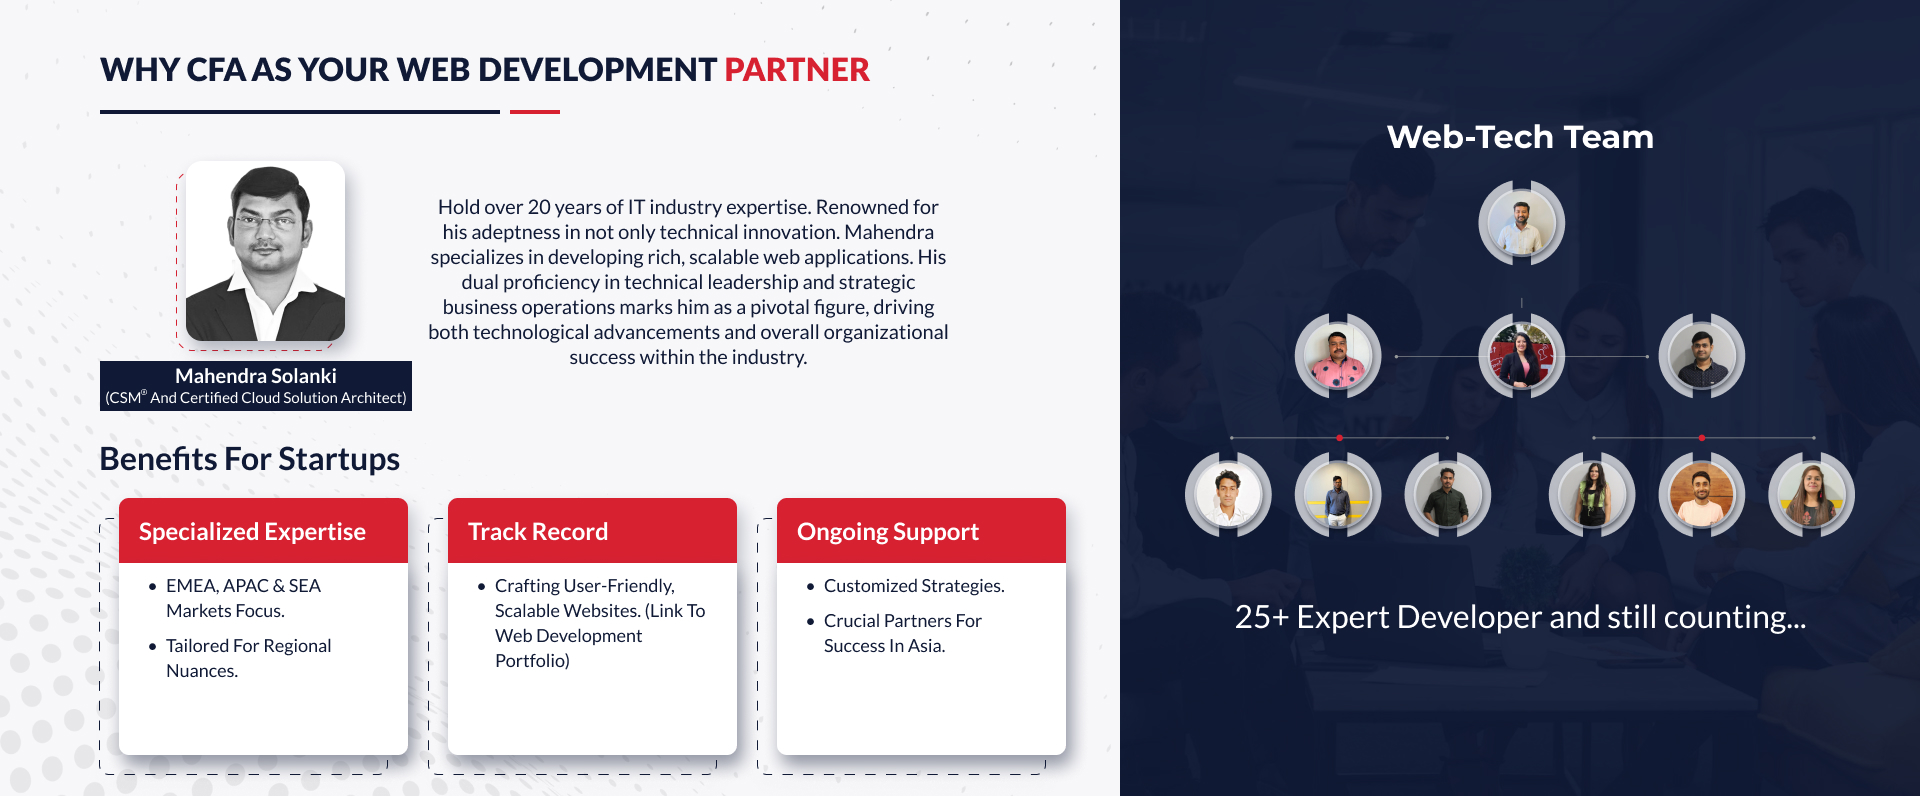 WHY CFA AS YOUR WEB DEVELOPMENT PARTNER
Hold over 20 years of IT industry expertise. Renowned for
his adeptness in not only technical innovation. Mahendra
specializes in developing rich, scalable web applications. His
dual proficiency in technical leadership and strategic
business operations marks him as a pivotal figure, driving
both technological advancements and overall organizational
success within the industry.
Mahendra Solanki
(CSM® And Certified Cloud Solution Architect)
Benefits For Startups
Specialized Expertise
• EMEA, APAC & SEA
Markets Focus.
• Tailored For Regional
Nuances.
Track Record
• Crafting User-Friendly,
Scalable Websites. (Link To
Web Development
Portfolio)
Ongoing Support
• Customized Strategies.
• Crucial Partners For
Success In Asia.
Web-Tech Team
25+ Expert Developer and still counting...